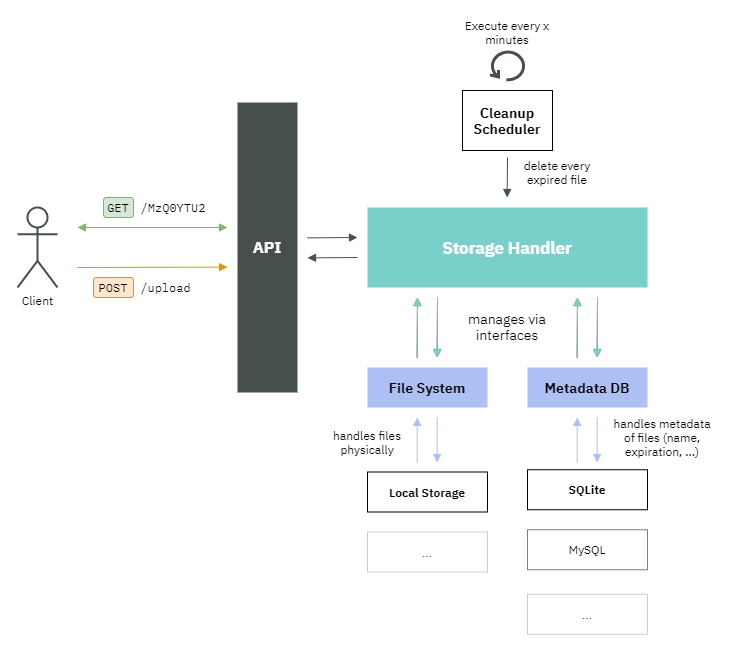 Execute every x
minutes
Cleanup
Scheduler
delete every
expired file
GET /MzQ0YTU2
API
Storage Handler
POST /upload
Client
manages via
interfaces
File System
Metadata DB
handles files
physically
handles metadata
of files (name,
expiration, ...)
Local Storage
SQLite
...
MySQL
...